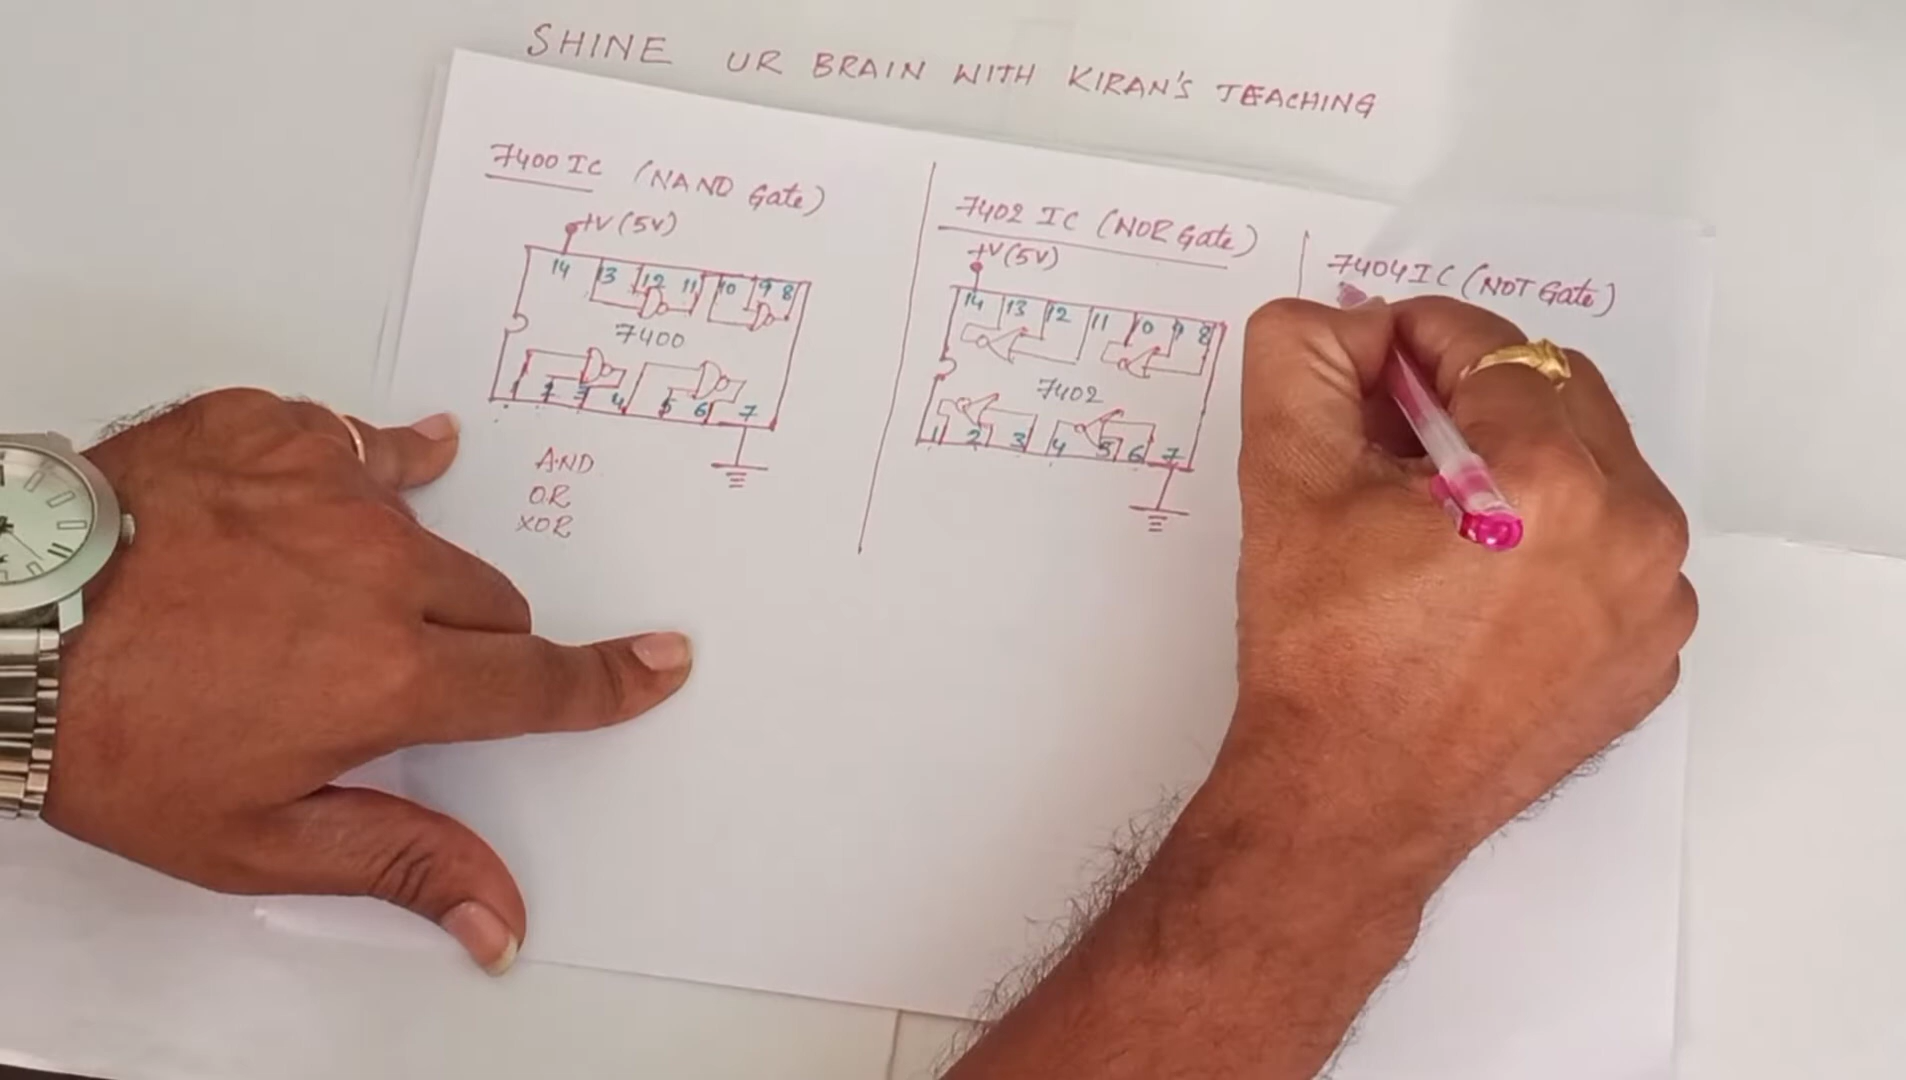 SHINE UR BRAIN WITH KIRAN'S TEACHING
7400 IC (NAND Gate)
+V (5V)
14 13 12 11 10 9 8
7400
1 2 3 4 5 6 7
AND
OR
XOR
7402 IC (NOR Gate)
+V (5V)
14 13 12 11 10 9 8
7402
1 2 3 4 5 6 7
7404 IC (NOT Gate)